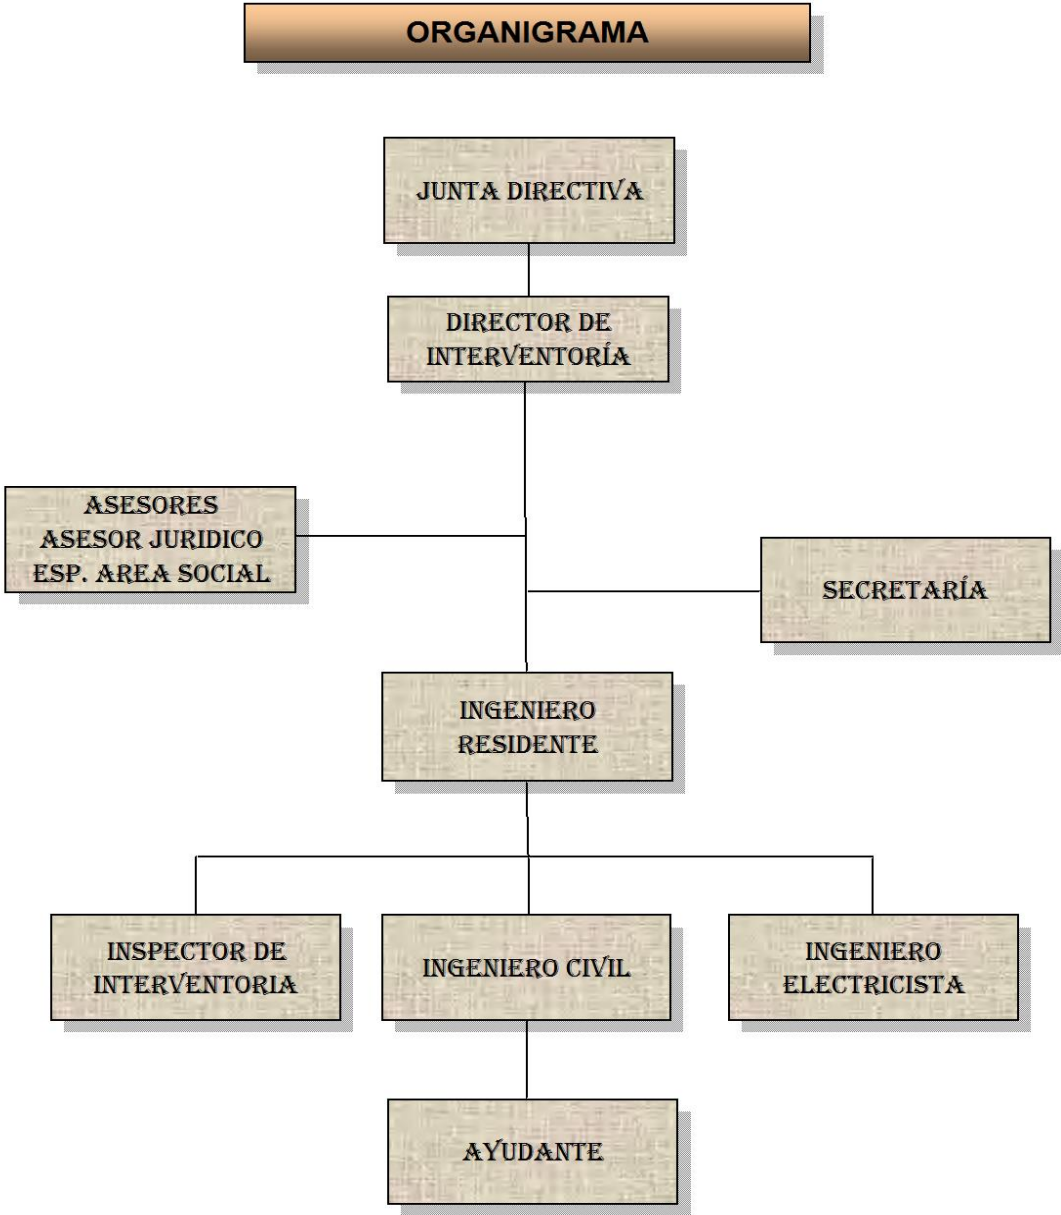 ORGANIGRAMA
JUNTA DIRECTIVA
DIRECTOR DE
INTERVENTORÍA
ASESORES
ASESOR JURIDICO
ESP. AREA SOCIAL
SECRETARÍA
INGENIERO
RESIDENTE
INSPECTOR DE
INTERVENTORIA
INGENIERO CIVIL
INGENIERO
ELECTRICISTA
AYUDANTE